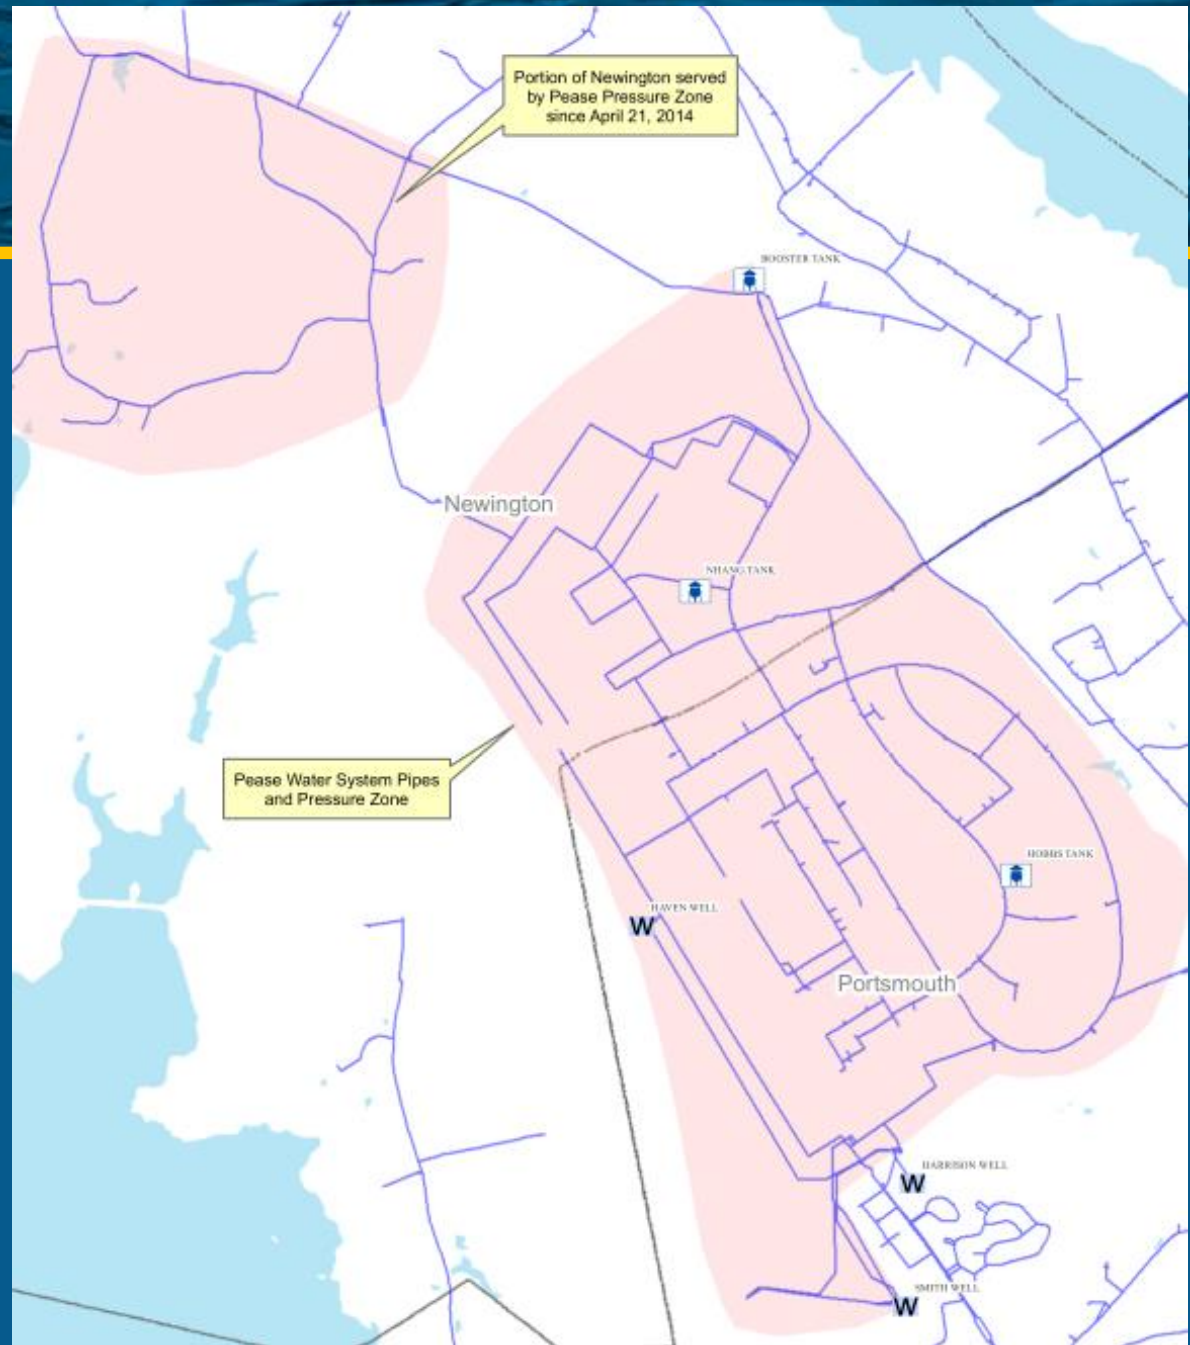 Portion of Newington served
by Pease Pressure Zone
since April 21, 2014
BOOSTER TANK
Newington
NHANG TANK
Pease Water System Pipes
and Pressure Zone
HOBBS TANK
HAVEN WELL
W
Portsmouth
HARRISON WELL
W
SMITH WELL
W